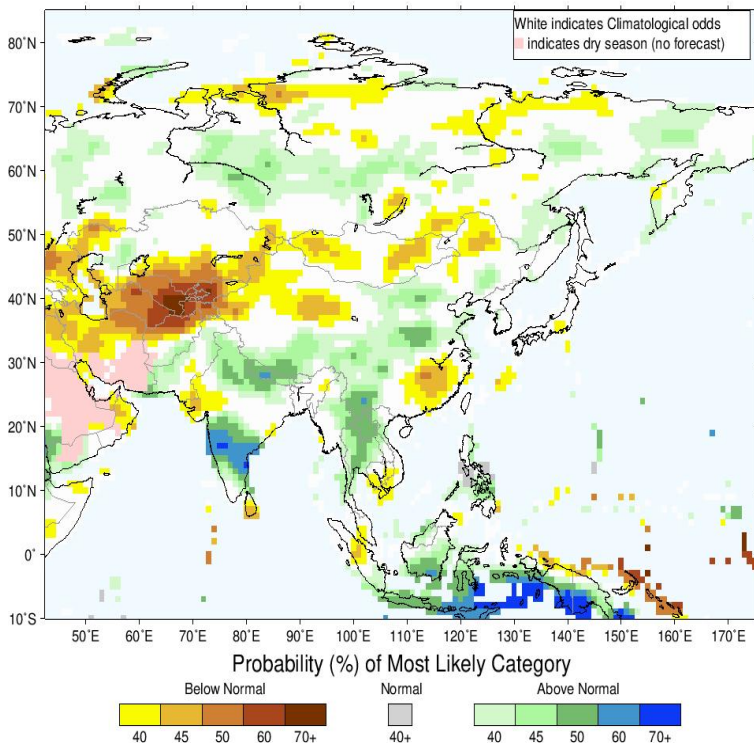 White indicates Climatological odds
indicates dry season (no forecast)
80°N
70°N
60°N
50°N
40°N
30°N
20°N
10°N
0°
10°S
50°E 60°E 70°E 80°E 90°E 100°E 110°E 120°E 130°E 140°E 150°E 160°E 170°E
Probability (%) of Most Likely Category
Below Normal Normal Above Normal
40 45 50 60 70+ 40+ 40 45 50 60 70+